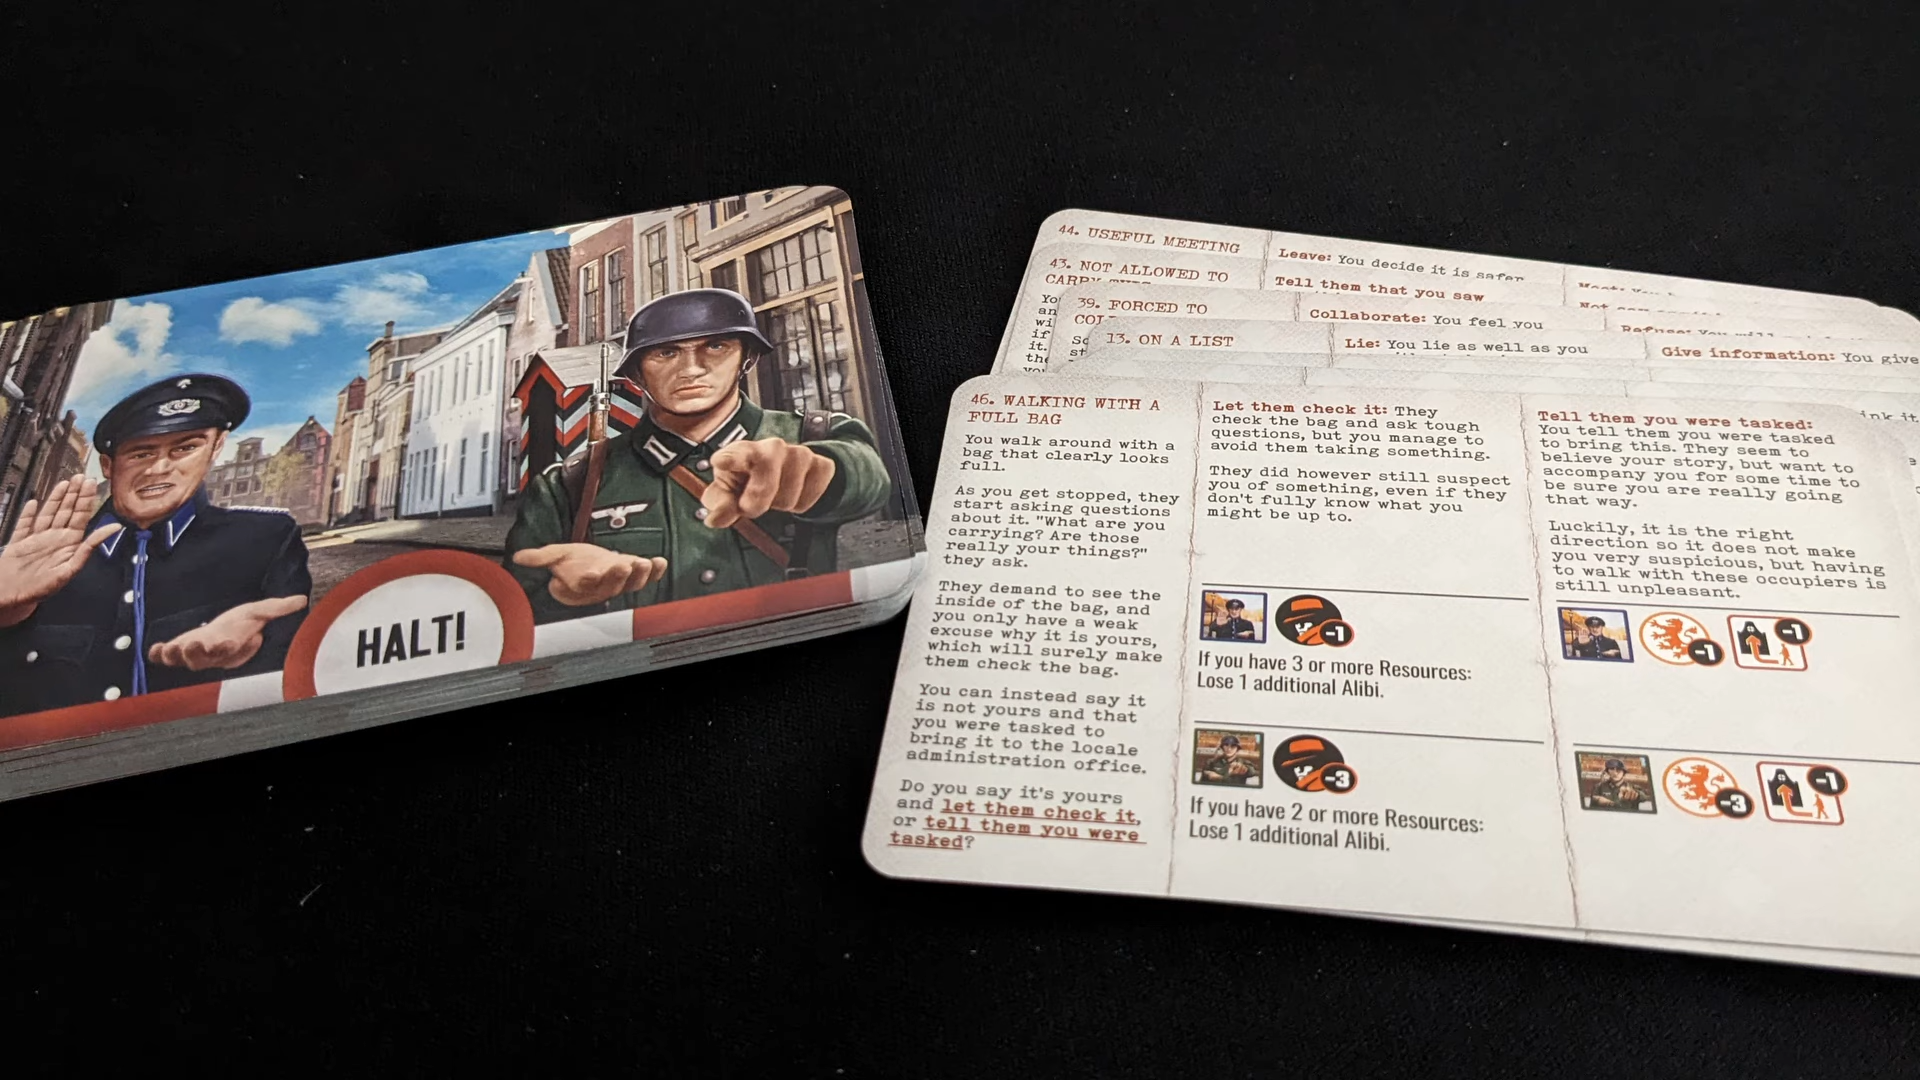 HALT!
44. USEFUL MEETING
Leave: You decide it is safer
43. NOT ALLOWED TO
CARRY THIS
Tell them that you saw
39. FORCED TO
Collaborate: You feel you
Refuse: You will
13. ON A LIST
Lie: You lie as well as you
Give information: You give
46. WALKING WITH A
FULL BAG
You walk around with a
bag that clearly looks
full.
As you get stopped, they
start asking questions
about it. "What are you
carrying? Are those
really your things?"
they ask.
They demand to see the
inside of the bag, and
you only have a weak
excuse why it is yours,
which will surely make
them check the bag.
You can instead say it
is not yours and that
you were tasked to
bring it to the locale
administration office.
Do you say it's yours
and let them check it,
or tell them you were
tasked?
Let them check it: They
check the bag and ask tough
questions, but you manage to
avoid them taking something.
They did however still suspect
you of something, even if they
don't fully know what you
might be up to.
-1
If you have 3 or more Resources:
Lose 1 additional Alibi.
-3
If you have 2 or more Resources:
Lose 1 additional Alibi.
Tell them you were tasked:
You tell them you were tasked
to bring this. They seem to
believe your story, but want to
accompany you for some time to
be sure you are really going
that way.
Luckily, it is the right
direction so it does not make
you very suspicious, but having
to walk with these occupiers is
still unpleasant.
-1 -1
-3 -1